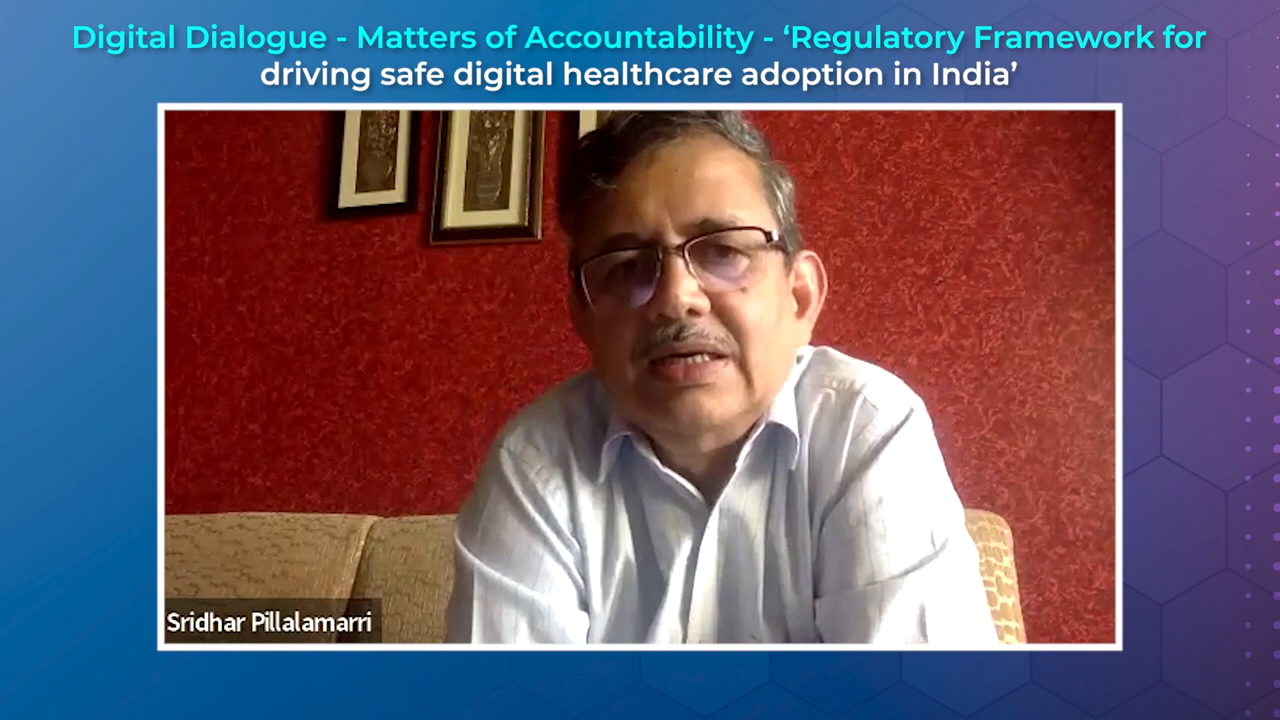 Digital Dialogue - Matters of Accountability - ‘Regulatory Framework for
driving safe digital healthcare adoption in India’
Sridhar Pillalamarri